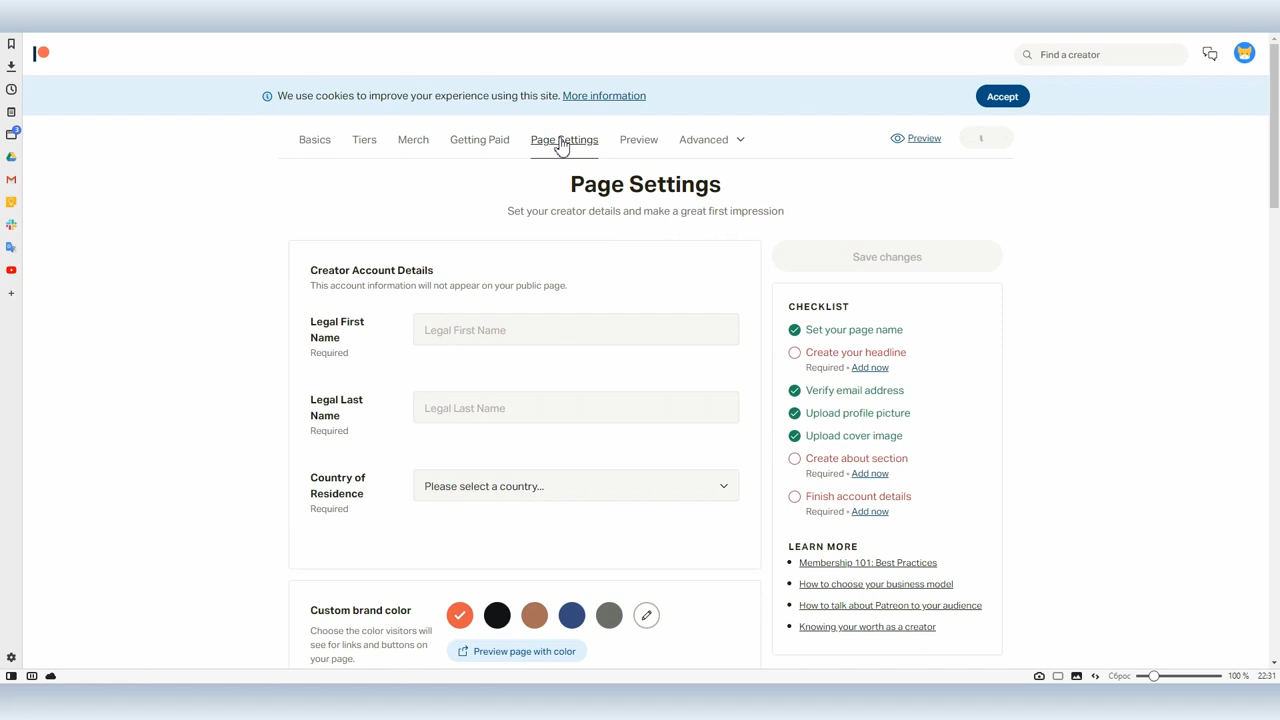 Find a creator
We use cookies to improve your experience using this site. More information
Accept
Basics
Tiers
Merch
Getting Paid
Page Settings
Preview
Advanced
Preview
Page Settings
Set your creator details and make a great first impression
Creator Account Details
This account information will not appear on your public page.
Legal First
Name
Required
Legal First Name
Legal Last
Name
Required
Legal Last Name
Country of
Residence
Required
Please select a country...
Custom brand color
Choose the color visitors will
see for links and buttons on
your page.
Preview page with color
Save changes
CHECKLIST
Set your page name
Create your headline
Required • Add now
Verify email address
Upload profile picture
Upload cover image
Create about section
Required • Add now
Finish account details
Required • Add now
LEARN MORE
Membership 101: Best Practices
How to choose your business model
How to talk about Patreon to your audience
Knowing your worth as a creator
3
Сброс
100 %
22:31